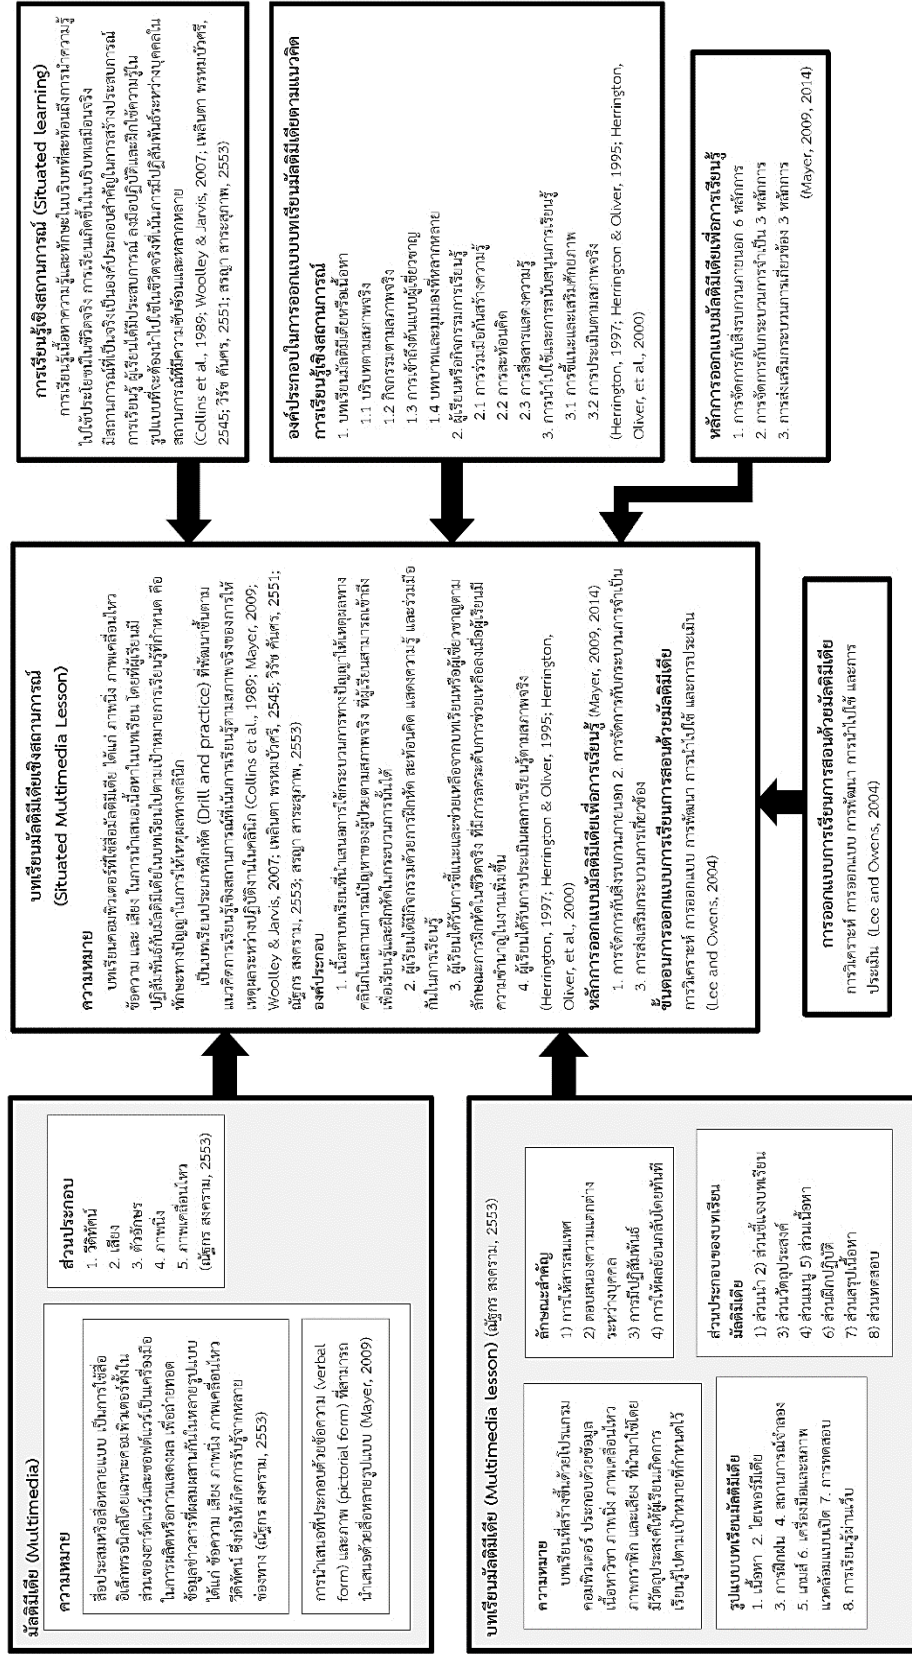 มัลติมีเดีย (Multimedia)
ความหมาย
สื่อประสมหรือสื่อหลายแบบ เป็นการใช้สื่อ
อิเล็กทรอนิกส์โดยเฉพาะคอมพิวเตอร์ทั้งใน
ส่วนของฮาร์ดแวร์และซอฟต์แวร์เป็นเครื่องมือ
ในการผลิตหรือการแสดงผล เพื่อถ่ายทอด
ข้อมูลข่าวสารที่ผสมผสานกันในหลายรูปแบบ
ได้แก่ ข้อความ เสียง ภาพนิ่ง ภาพเคลื่อนไหว
วีดิทัศน์ ซึ่งก่อให้เกิดการรับรู้จากหลาย
ช่องทาง (ณัฐกร สงคราม, 2553)
การนำเสนอที่ประกอบด้วยข้อความ (verbal
form) และภาพ (pictorial form) ที่สามารถ
นำเสนอด้วยสื่อหลายรูปแบบ (Mayer, 2009)
ส่วนประกอบ
1. วีดิทัศน์
2. เสียง
3. ตัวอักษร
4. ภาพนิ่ง
5. ภาพเคลื่อนไหว
(ณัฐกร สงคราม, 2553)
บทเรียนมัลติมีเดีย (Multimedia lesson) (ณัฐกร สงคราม, 2553)
ความหมาย
บทเรียนที่สร้างขึ้นด้วยโปรแกรม
คอมพิวเตอร์ ประกอบด้วยข้อมูล
เนื้อหาวิชา ภาพนิ่ง ภาพเคลื่อนไหว
ภาพกราฟิก และเสียง ที่นำมาใช้โดย
มีวัตถุประสงค์ให้ผู้เรียนเกิดการ
เรียนรู้ไปตามเป้าหมายที่กำหนดไว้
ลักษณะสำคัญ
1) การให้สารสนเทศ
2) ตอบสนองความแตกต่าง
ระหว่างบุคคล
3) การมีปฏิสัมพันธ์
4) การให้ผลย้อนกลับโดยทันที
รูปแบบบทเรียนมัลติมีเดีย
1. เนื้อหา 2. ไฮเพอร์มีเดีย
3. การฝึกฝน 4. สถานการณ์จำลอง
5. เกมส์ 6. เครื่องมือและสภาพ
แวดล้อมแบบเปิด 7. การทดสอบ
8. การเรียนรู้ผ่านเว็บ
ส่วนประกอบของบทเรียน
มัลติมีเดีย
1) ส่วนนำ 2) ส่วนชี้แจงบทเรียน
3) ส่วนวัตถุประสงค์
4) ส่วนเมนู 5) ส่วนเนื้อหา
6) ส่วนฝึกปฏิบัติ
7) ส่วนสรุปเนื้อหา
8) ส่วนทดสอบ
บทเรียนมัลติมีเดียเชิงสถานการณ์
(Situated Multimedia Lesson)
ความหมาย
บทเรียนคอมพิวเตอร์ที่ใช้สื่อมัลติมีเดีย ได้แก่ ภาพนิ่ง ภาพเคลื่อนไหว
ข้อความ และ เสียง ในการนำเสนอเนื้อหาในบทเรียน โดยที่ผู้เรียนมี
ปฏิสัมพันธ์กับมัลติมีเดียในบทเรียนไปตามเป้าหมายการเรียนรู้ที่กำหนด คือ
ทักษะทางปัญญาในการให้เหตุผลทางคลินิก
เป็นบทเรียนประเภทฝึกหัด (Drill and practice) ที่พัฒนาขึ้นตาม
แนวคิดการเรียนรู้เชิงสถานการณ์ที่เน้นการเรียนรู้ตามสภาพจริงของการให้
เหตุผลระหว่างปฏิบัติงานในคลินิก (Collins et al., 1989; Mayer, 2009;
Woolley & Jarvis, 2007; เพลินตา พรหมบัวศรี, 2545; วิรัช คันศร, 2551;
ณัฐกร สงคราม, 2553; สรญา สาระสุภาพ, 2553)
องค์ประกอบ
1. เนื้อหาบทเรียนที่นำเสนอการใช้กระบวนการทางปัญญาให้เหตุผลทาง
คลินิกในสถานการณ์ปัญหาของผู้ป่วยตามสภาพจริง ที่ผู้เรียนสามารถเข้าถึง
เพื่อเรียนรู้และฝึกหัดในกระบวนการนั้นได้
2. ผู้เรียนได้มีกิจกรรมด้วยการฝึกหัด สะท้อนคิด แสดงความรู้ และร่วมมือ
กันในการเรียนรู้
3. ผู้เรียนได้รับการชี้แนะและช่วยเหลือจากบทเรียนหรือผู้เชี่ยวชาญตาม
ลักษณะการฝึกหัดในชีวิตจริง ที่มีการลดระดับการช่วยเหลือลงเมื่อผู้เรียนมี
ความชำนาญในงานเพิ่มขึ้น
4. ผู้เรียนได้รับการประเมินผลการเรียนรู้ตามสภาพจริง
(Herrington, 1997; Herrington & Oliver, 1995; Herrington,
Oliver, et al., 2000)
หลักการออกแบบมัลติมีเดียเพื่อการเรียนรู้ (Mayer, 2009, 2014)
1. การจัดการกับสิ่งรบกวนภายนอก 2. การจัดการกับกระบวนการจำเป็น
3. การส่งเสริมกระบวนการเกี่ยวข้อง
ขั้นตอนการออกแบบการเรียนการสอนด้วยมัลติมีเดีย
การวิเคราะห์ การออกแบบ การพัฒนา การนำไปใช้ และการประเมิน
(Lee and Owens, 2004)
การออกแบบการเรียนการสอนด้วยมัลติมีเดีย
การวิเคราะห์ การออกแบบ การพัฒนา การนำไปใช้ และการ
ประเมิน (Lee and Owens, 2004)
การเรียนรู้เชิงสถานการณ์ (Situated learning)
การเรียนรู้เนื้อหาความรู้และทักษะในบริบทที่สะท้อนถึงการนำความรู้
ไปใช้ประโยชน์ในชีวิตจริง การเรียนเกิดขึ้นในบริบทเสมือนจริง
มีสถานการณ์ที่เป็นจริงเป็นองค์ประกอบสำคัญในการสร้างประสบการณ์
การเรียนรู้ ผู้เรียนได้มีประสบการณ์ ลงมือปฏิบัติและฝึกใช้ความรู้ใน
รูปแบบที่จะต้องนำไปใช้ในชีวิตจริงที่เน้นการมีปฏิสัมพันธ์ระหว่างบุคคลใน
สถานการณ์ที่มีความซับซ้อนและหลากหลาย
(Collins et al., 1989; Woolley & Jarvis, 2007; เพลินตา พรหมบัวศรี,
2545; วิรัช คันศร, 2551; สรญา สาระสุภาพ, 2553)
องค์ประกอบในการออกแบบบทเรียนมัลติมีเดียตามแนวคิด
การเรียนรู้เชิงสถานการณ์
1. บทเรียนมัลติมีเดียหรือเนื้อหา
1.1 บริบทตามสภาพจริง
1.2 กิจกรรมตามสภาพจริง
1.3 การเข้าถึงต้นแบบผู้เชี่ยวชาญ
1.4 บทบาทและมุมมองที่หลากหลาย
2. ผู้เรียนหรือกิจกรรมการเรียนรู้
2.1 การร่วมมือกันสร้างความรู้
2.2 การสะท้อนคิด
2.3 การสื่อสารแสดงความรู้
3. การนำไปใช้และการสนับสนุนการเรียนรู้
3.1 การชี้แนะและเสริมศักยภาพ
3.2 การประเมินตามสภาพจริง
(Herrington, 1997; Herrington & Oliver, 1995; Herrington,
Oliver, et al., 2000)
หลักการออกแบบมัลติมีเดียเพื่อการเรียนรู้
1. การจัดการกับสิ่งรบกวนภายนอก 6 หลักการ
2. การจัดการกับกระบวนการจำเป็น 3 หลักการ
3. การส่งเสริมกระบวนการเกี่ยวข้อง 3 หลักการ
(Mayer, 2009, 2014)